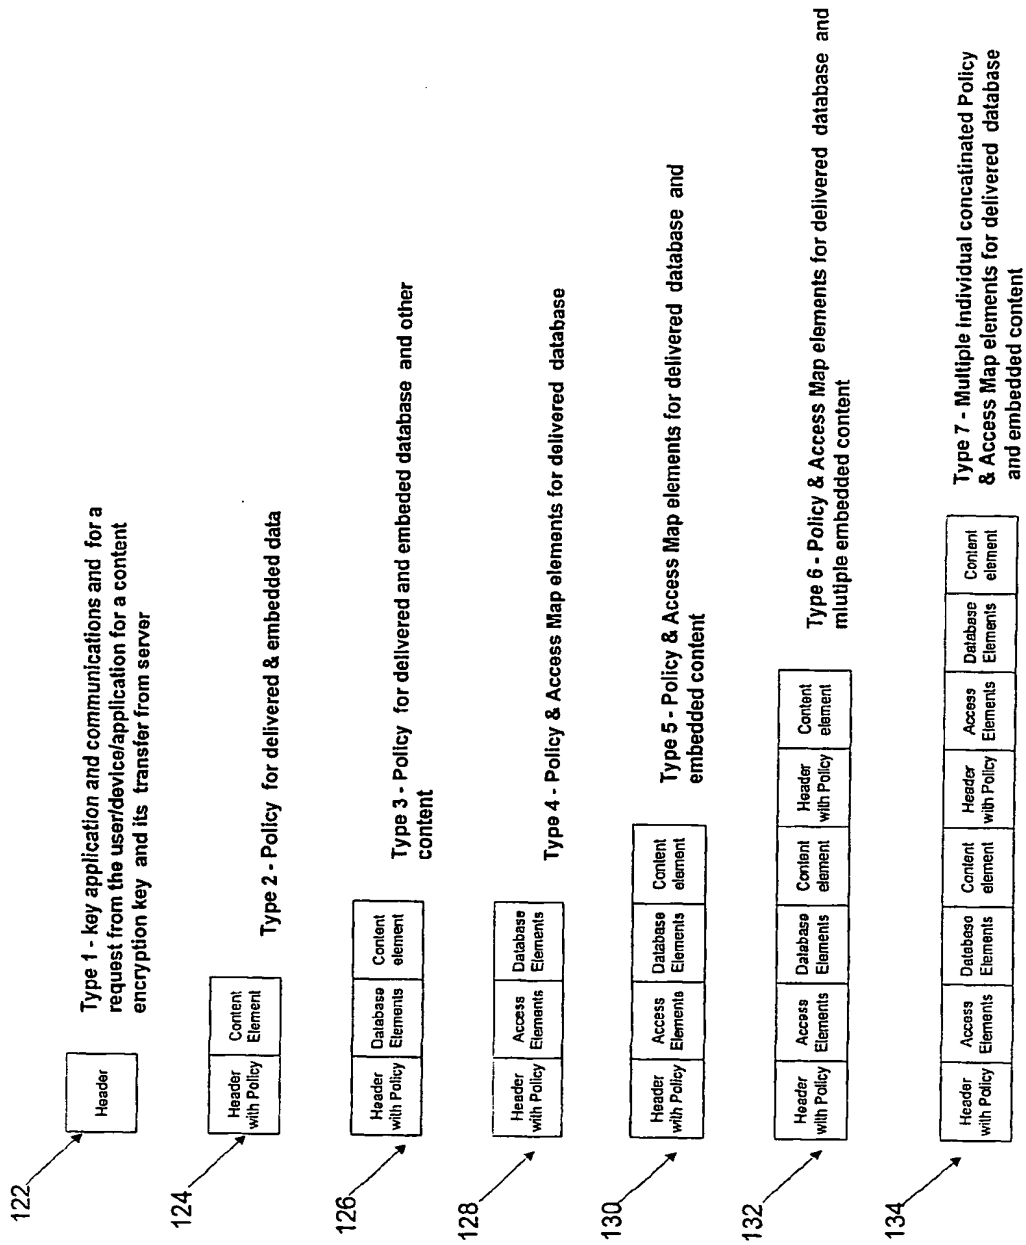 122
Header
Type 1 - key application and communications and for a
request from the user/device/application for a content
encryption key and its transfer from server
124
Header
with Policy
Content
Element
Type 2 - Policy for delivered & embedded data
126
Header
with Policy
Database
Elements
Content
element
Type 3 - Policy for delivered and embeded database and other
content
128
Header
with Policy
Access
Elements
Database
Elements
Type 4 - Policy & Access Map elements for delivered database
130
Header
with Policy
Access
Elements
Database
Elements
Content
element
Type 5 - Policy & Access Map elements for delivered database and
embedded content
132
Header
with Policy
Access
Elements
Database
Elements
Content
element
Header
with Policy
Content
element
Type 6 - Policy & Access Map elements for delivered database and
mlutiple embedded content
134
Header
with Policy
Access
Elements
Database
Elements
Content
element
Header
with Policy
Access
Elements
Database
Elements
Content
element
Type 7 - Multiple individual concatinated Policy
& Access Map elements for delivered database
and embedded content